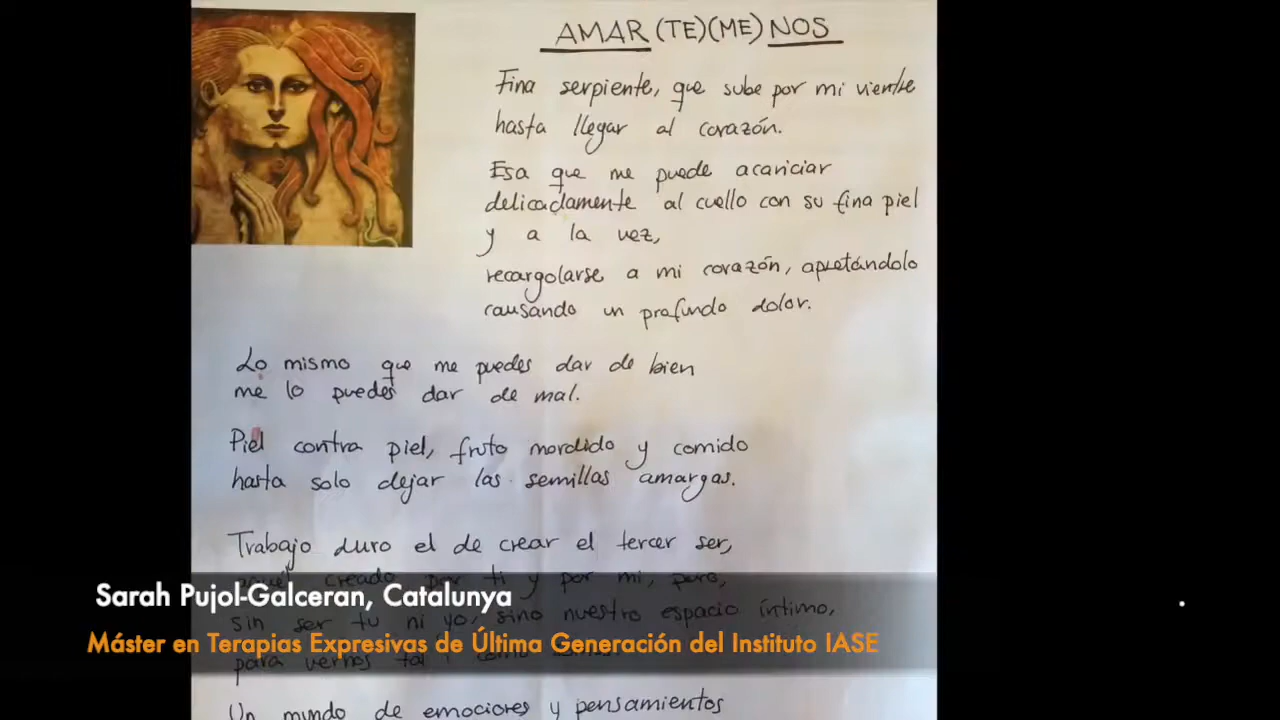 AMAR (TE)(ME) NOS
Fina serpiente, que sube por mi vientre
hasta llegar al corazón.
Esa que me puede acariciar
delicadamente al cuello con su fina piel
y a la vez,
recargolarse a mi corazón, apretándolo
causando un profundo dolor.
Lo mismo que me puedes dar de bien
me lo puedes dar de mal.
Piel contra piel, fruto mordido y comido
hasta solo dejar las semillas amargas.
Trabajo duro el de crear el tercer ser,
creado por ti y por mi, pero,
sin ser tu ni yo, sino nuestro espacio íntimo,
para vernos tal
Un mundo de emociones y pensamientos
Sarah Pujol-Galceran, Catalunya
Máster en Terapias Expresivas de Última Generación del Instituto IASE